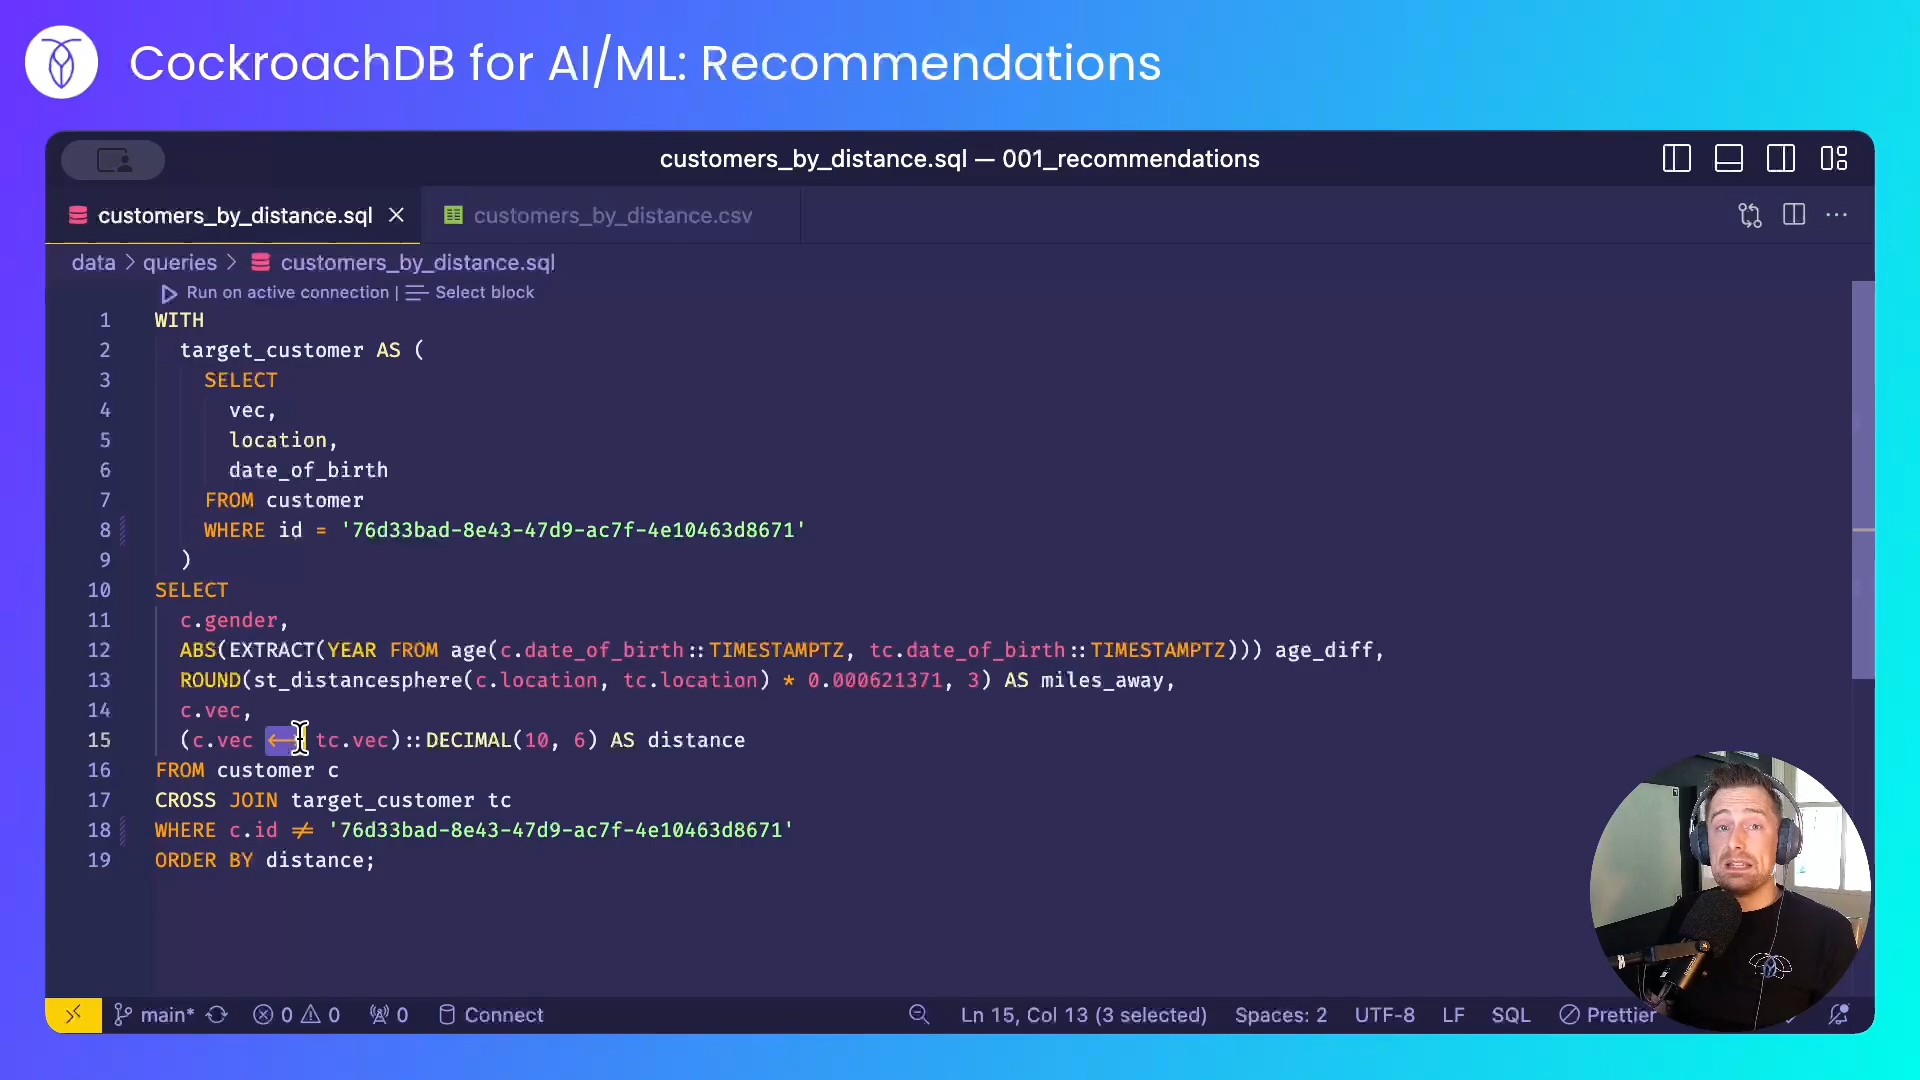 CockroachDB for AI/ML: Recommendations
customers_by_distance.sql — 001_recommendations
customers_by_distance.sql
customers_by_distance.csv
data > queries > customers_by_distance.sql
Run on active connection | Select block
1 WITH
2 target_customer AS (
3 SELECT
4 vec,
5 location,
6 date_of_birth
7 FROM customer
8 WHERE id = '76d33bad-8e43-47d9-ac7f-4e10463d8671'
9 )
10 SELECT
11 c.gender,
12 ABS(EXTRACT(YEAR FROM age(c.date_of_birth::TIMESTAMPTZ, tc.date_of_birth::TIMESTAMPTZ))) age_diff,
13 ROUND(st_distancesphere(c.location, tc.location) * 0.000621371, 3) AS miles_away,
14 c.vec,
15 (c.vec <-> tc.vec)::DECIMAL(10, 6) AS distance
16 FROM customer c
17 CROSS JOIN target_customer tc
18 WHERE c.id != '76d33bad-8e43-47d9-ac7f-4e10463d8671'
19 ORDER BY distance;
main* 0 0 0 Connect Ln 15, Col 13 (3 selected) Spaces: 2 UTF-8 LF SQL Prettier